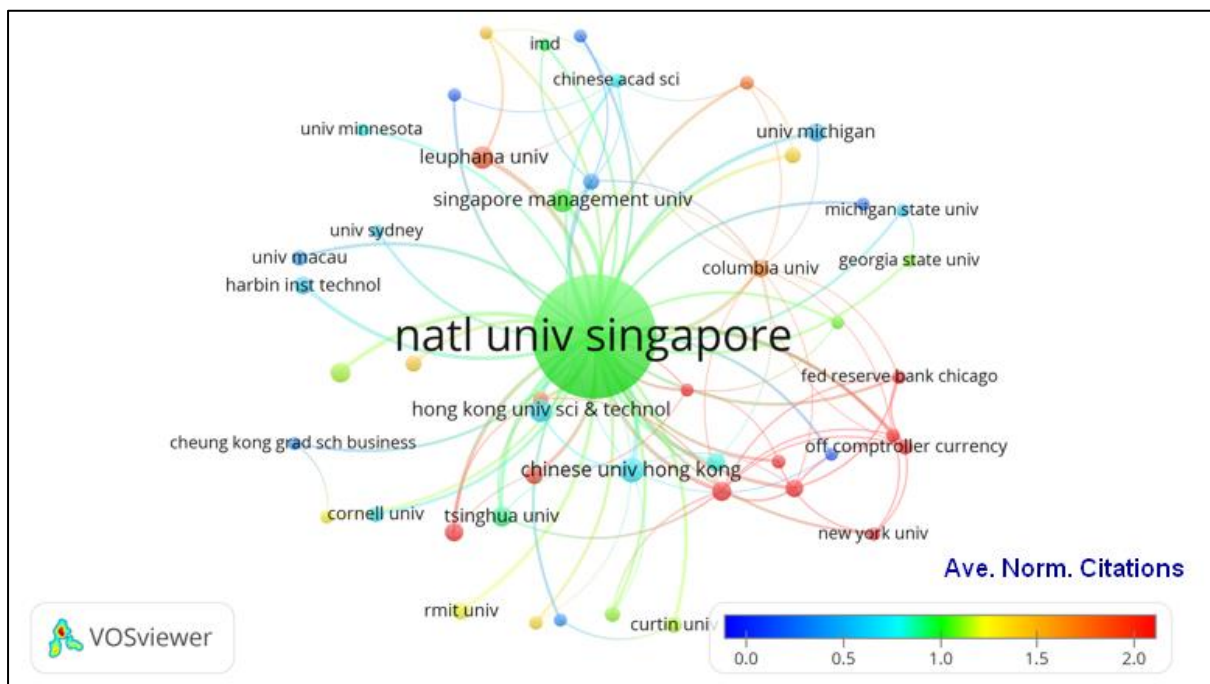 imd
chinese acad sci
univ minnesota
univ michigan
leuphana univ
singapore management univ
michigan state univ
univ sydney
univ macau
columbia univ
georgia state univ
harbin inst technol
natl univ singapore
fed reserve bank chicago
hong kong univ sci & technol
cheung kong grad sch business
off comptroller currency
chinese univ hong kong
cornell univ
tsinghua univ
new york univ
Ave. Norm. Citations
rmit univ
curtin univ
VOSviewer
0.0 0.5 1.0 1.5 2.0